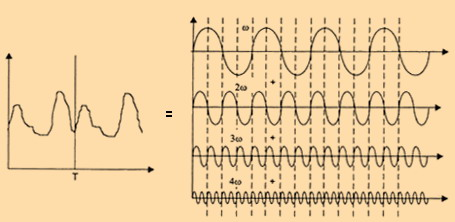 ω
+
2ω
+
=
3ω
+
4ω
T